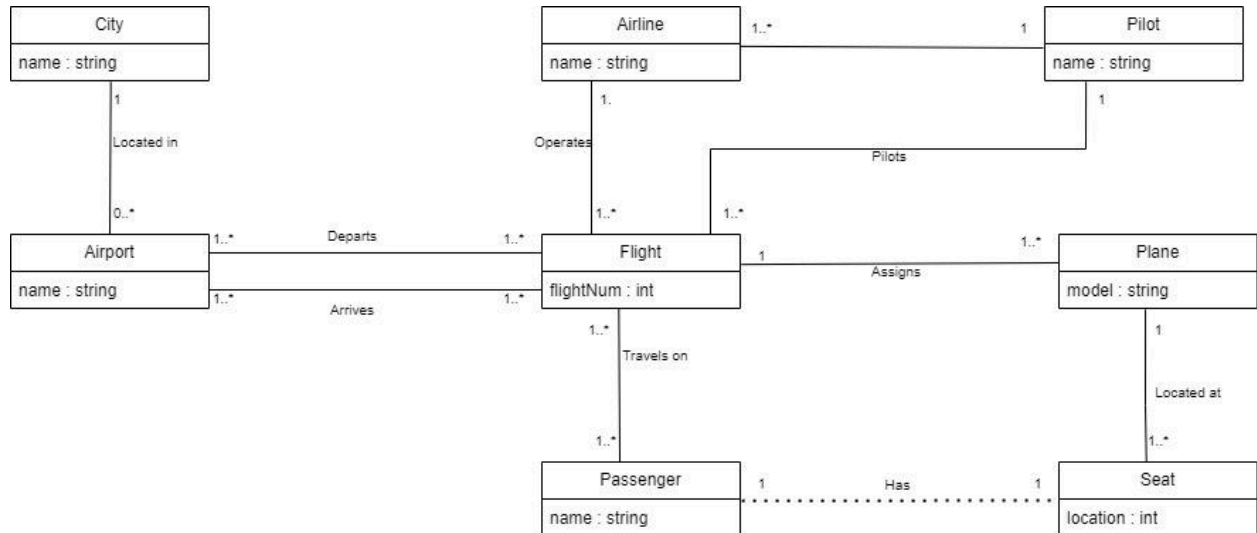 City
name : string
Airline
name : string
Pilot
name : string
1..*
1
1
1.
1
Located in
Operates
Pilots
0..*
1..*
1..*
Airport
name : string
Departs
1..*
1..*
Arrives
1..*
1..*
Flight
flightNum : int
1
1..*
Assigns
Plane
model : string
1..*
Travels on
1..*
1
Located at
1..*
Passenger
name : string
1
Has
1
Seat
location : int